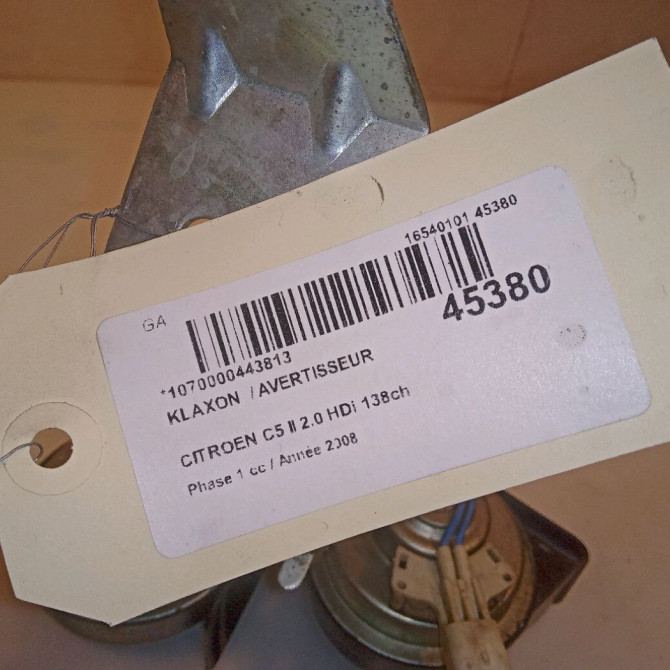 16540101 45380
GA
45380
*1070000443813
KLAXON / AVERTISSEUR
CITROEN C5 II 2.0 HDi 138ch
Phase 1 cc / Année 2008